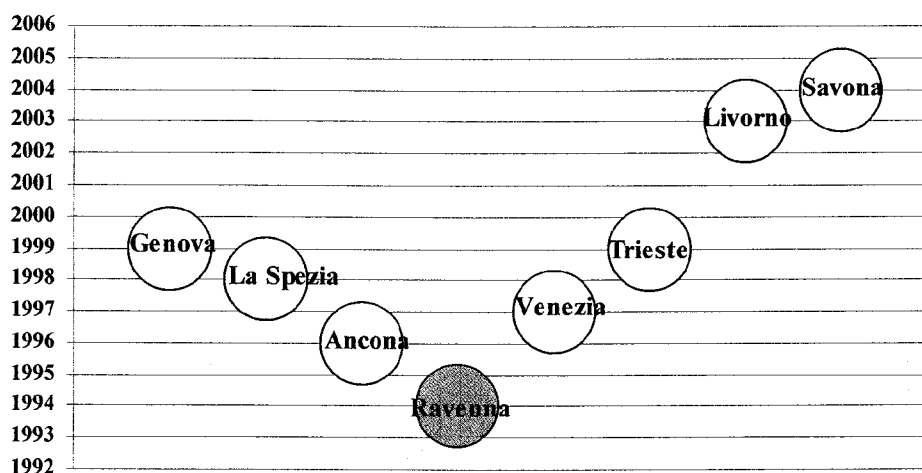 2006
2005
2004
2003
2002
2001
2000
1999
1998
1997
1996
1995
1994
1993
1992
Savona
Livorno
Genova
Trieste
La Spezia
Venezia
Ancona
Ravenna